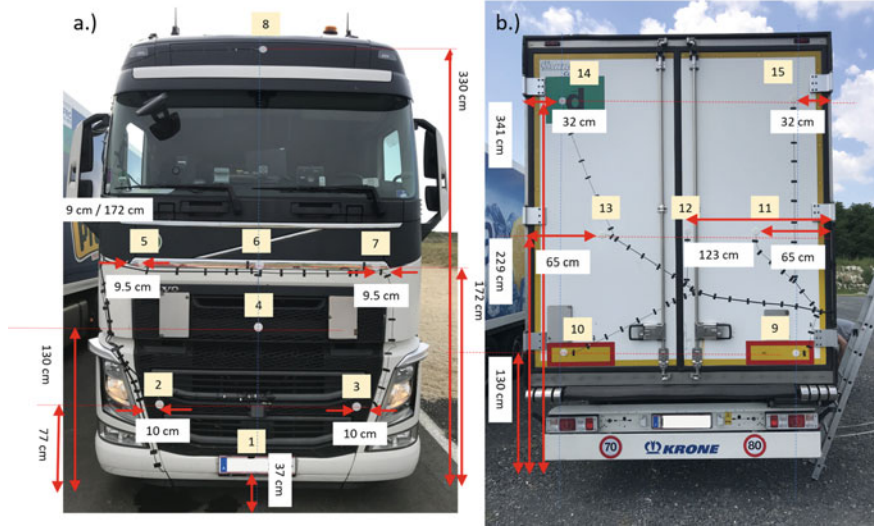 a.)
8
330 cm
9 cm / 172 cm
5
6
7
9.5 cm
9.5 cm
4
172 cm
130 cm
2
3
10 cm
10 cm
1
77 cm
37 cm
b.)
14
15
341 cm
32 cm
32 cm
13
12
11
229 cm
65 cm
123 cm
65 cm
10
9
130 cm
70
KRONE
80